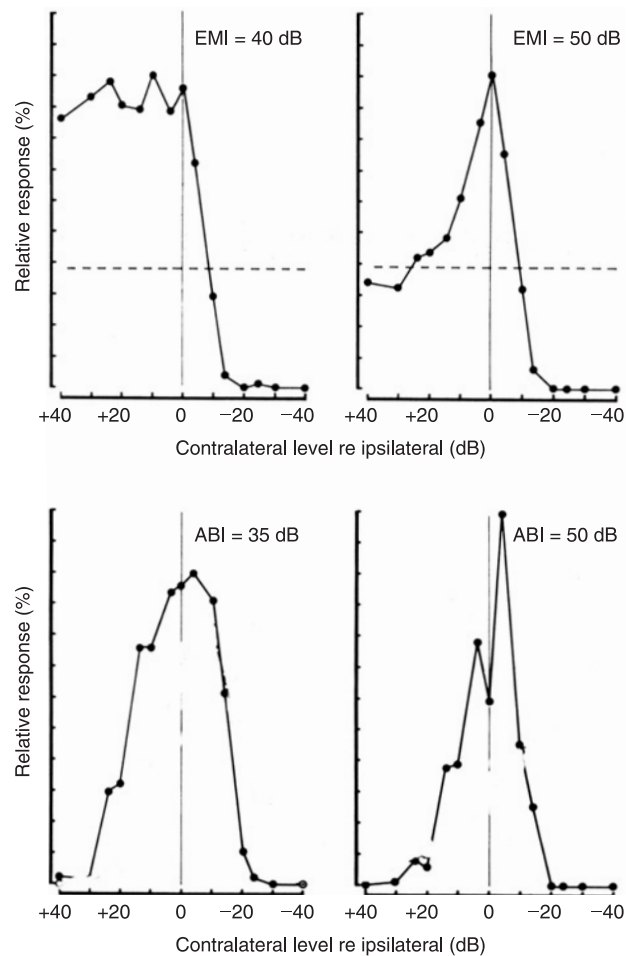 EMI = 40 dB
EMI = 50 dB
Relative response (%)
+40 +20 0 −20 −40
+40 +20 0 −20 −40
Contralateral level re ipsilateral (dB)
ABI = 35 dB
ABI = 50 dB
Relative response (%)
+40 +20 0 −20 −40
+40 +20 0 −20 −40
Contralateral level re ipsilateral (dB)